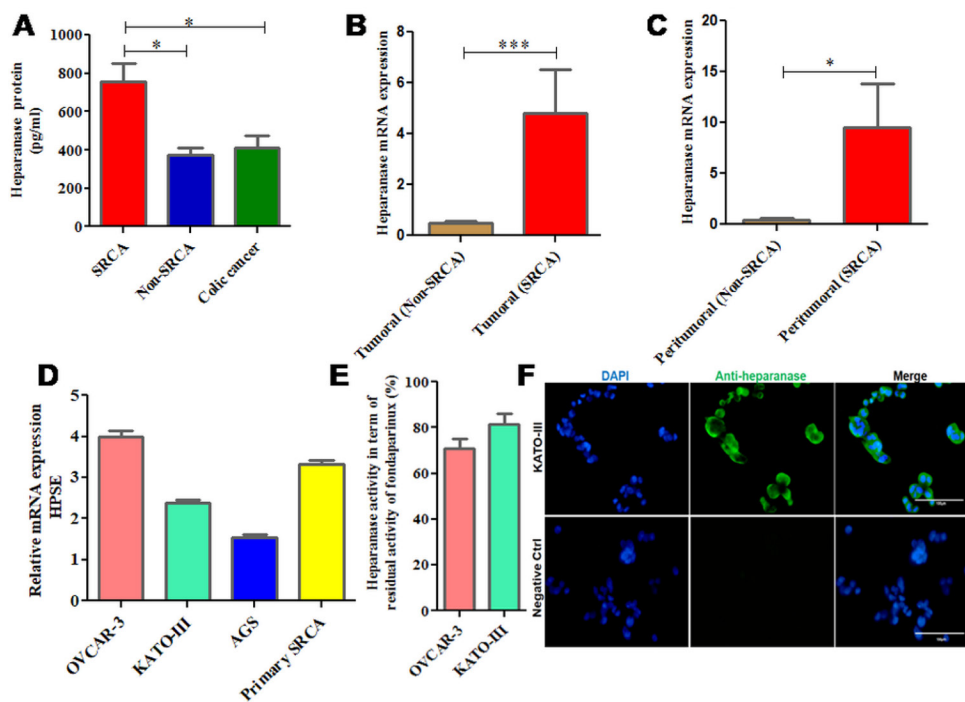 A
Heparanase protein
(pg/ml)
1000
800
600
400
200
0
*
*
SRCA
Non-SRCA
Colic cancer
B
Heparanase mRNA expression
8
6
4
2
0
***
Tumoral (Non-SRCA)
Tumoral (SRCA)
C
Heparanase mRNA expression
20
15
10
5
0
*
Peritumoral (Non-SRCA)
Peritumoral (SRCA)
D
Relative mRNA expression
HPSE
5
4
3
2
1
0
OVCAR-3
KATO-III
AGS
Primary SRCA
E
Heparanase activity in term of
residual activity of fondaparinux (%)
100
80
60
40
20
0
OVCAR-3
KATO-III
F
DAPI
Anti-heparanase
Merge
KATO-III
Negative Ctrl